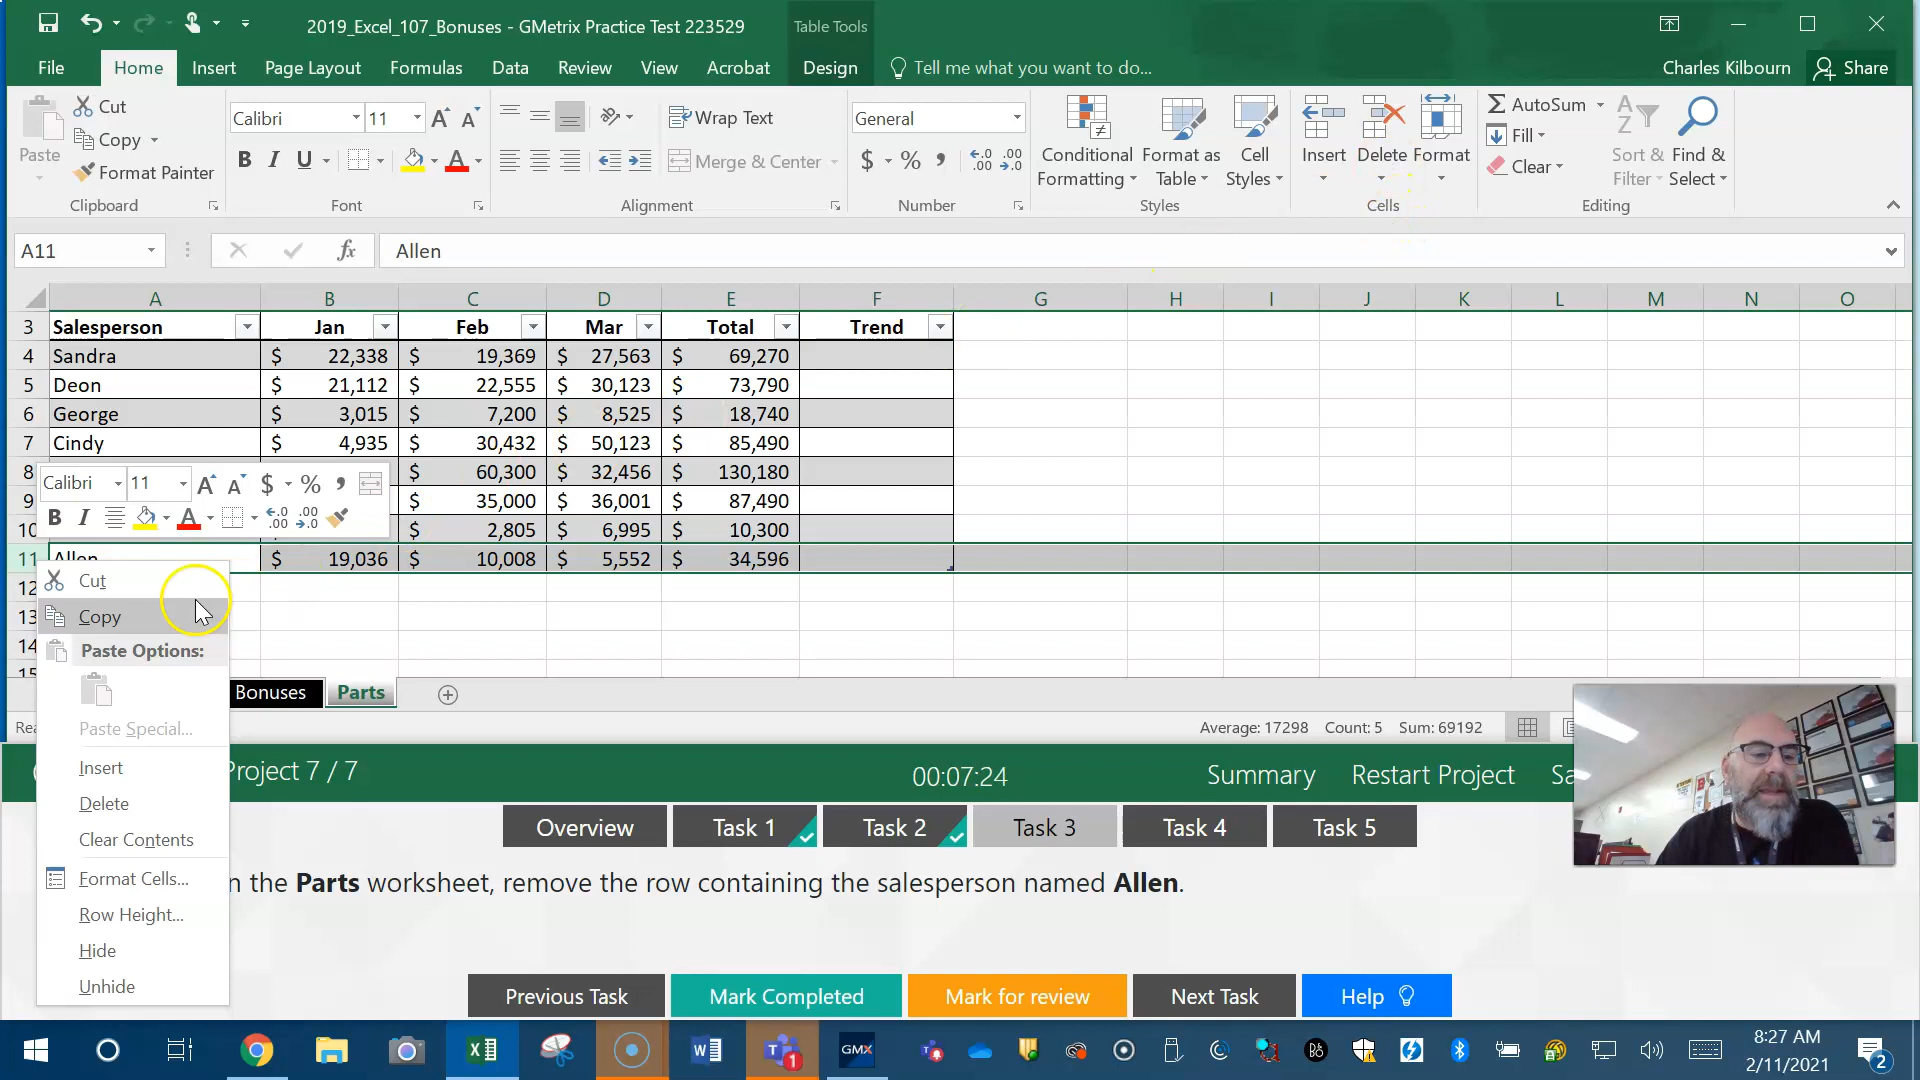 2019_Excel_107_Bonuses - GMetrix Practice Test 223529
Table Tools
File Home Insert Page Layout Formulas Data Review View Acrobat Design Tell me what you want to do... Charles Kilbourn Share
Paste
Cut
Copy
Format Painter
Clipboard
Calibri 11
B I U
Font
Wrap Text
Merge & Center
Alignment
General
$ % ,
Number
Conditional Formatting
Format as Table
Cell Styles
Styles
Insert Delete Format
Cells
AutoSum
Fill
Clear
Sort & Filter
Find & Select
Editing
A11 fx Allen
A B C D E F G H I J K L M N O
3 Salesperson Jan Feb Mar Total Trend
4 Sandra $ 22,338 $ 19,369 $ 27,563 $ 69,270
5 Deon $ 21,112 $ 22,555 $ 30,123 $ 73,790
6 George $ 3,015 $ 7,200 $ 8,525 $ 18,740
7 Cindy $ 4,935 $ 30,432 $ 50,123 $ 85,490
8 $ 60,300 $ 32,456 $ 130,180
9 $ 35,000 $ 36,001 $ 87,490
10 $ 2,805 $ 6,995 $ 10,300
11 Allen $ 19,036 $ 10,008 $ 5,552 $ 34,596
12
13
14
15
Calibri 11 $ % ,
B I A
Cut
Copy
Paste Options:
Paste Special...
Insert
Delete
Clear Contents
Format Cells...
Row Height...
Hide
Unhide
Bonuses Parts
Average: 17298 Count: 5 Sum: 69192
Project 7 / 7 00:07:24 Summary Restart Project
Overview Task 1 Task 2 Task 3 Task 4 Task 5
n the Parts worksheet, remove the row containing the salesperson named Allen.
Previous Task Mark Completed Mark for review Next Task Help
GMX
1
8:27 AM
2/11/2021
2